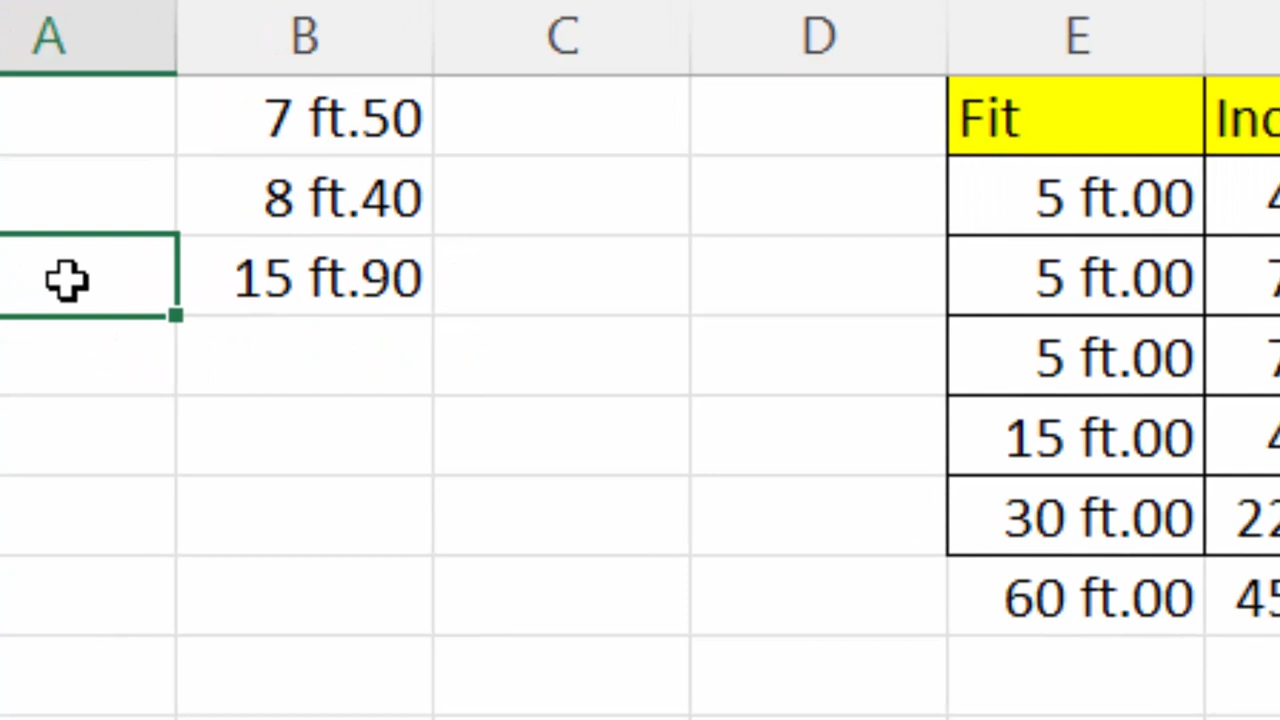 A B C D E
7 ft.50 Fit
8 ft.40 5 ft.00
15 ft.90 5 ft.00
5 ft.00
15 ft.00
30 ft.00
60 ft.00